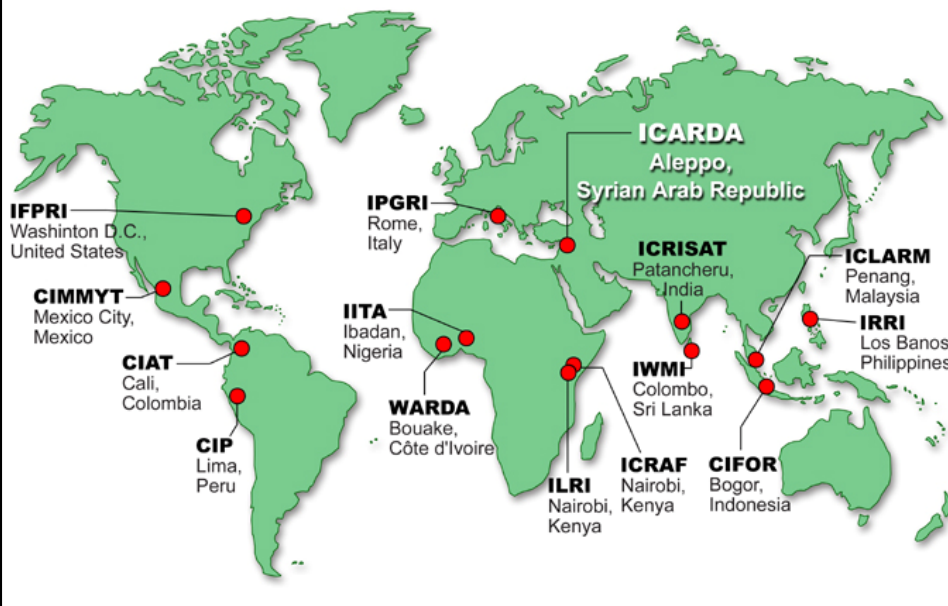 ICARDA
Aleppo,
Syrian Arab Republic
IFPRI
Washinton D.C.,
United States
IPGRI
Rome,
Italy
ICRISAT
Patancheru,
India
ICLARM
Penang,
Malaysia
CIMMYT
Mexico City,
Mexico
IITA
Ibadan,
Nigeria
IRRI
Los Banos
Philippines
CIAT
Cali,
Colombia
IWMI
Colombo,
Sri Lanka
WARDA
Bouake,
Côte d'Ivoire
CIP
Lima,
Peru
ILRI
Nairobi,
Kenya
ICRAF
Nairobi,
Kenya
CIFOR
Bogor,
Indonesia